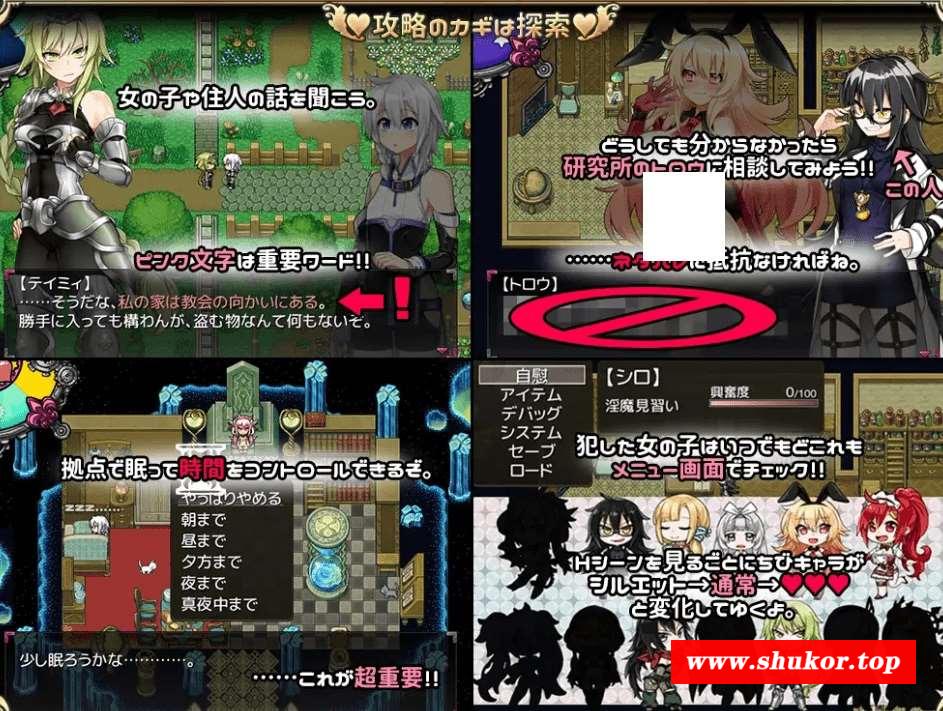 攻略のカギは探索
女の子や住人の話を聞こう。
ピンク文字は重要ワード!!
【テイミィ】
……そうだな、私の家は教会の向かいにある。
勝手に入っても構わんが、盗む物なんて何もないぞ。
どうしても分からなかったら
研究所のトロウに相談してみよう!!
この人
……ネタバレに抵抗なければね。
【トロウ】
拠点で眠って時間をコントロールできるぞ。
zzz
やっぱりやめる
朝まで
昼まで
夕方まで
夜まで
真夜中まで
少し眠ろうかな…………。
……これが超重要!!
自慰
アイテム
デバッグ
システム
セーブ
ロード
【シロ】
淫魔見習い
興奮度 0/100
犯した女の子はいつでもどこれも
メニュー画面でチェック!!
Hシーンを見るごとにちびキャラが
シルエット→通常→♥♥♥
と変化してゆくよ。
www.shukor.top